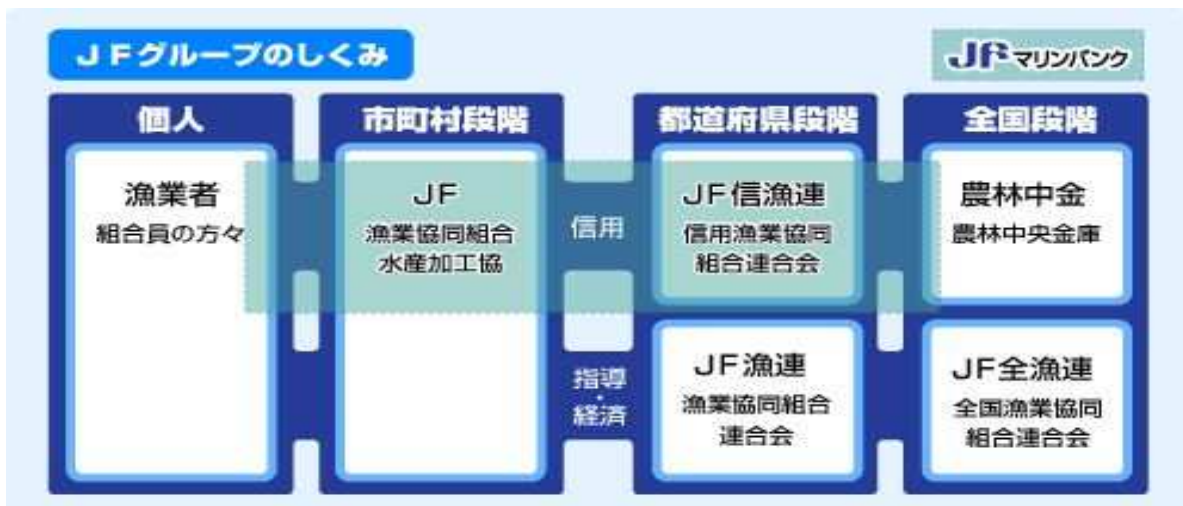 JFグループのしくみ
JFマリンバンク
個人
漁業者
組合員の方々
市町村段階
JF
漁業協同組合
水産加工協
信用
指導
・
経済
都道府県段階
JF信漁連
信用漁業協同
組合連合会
JF漁連
漁業協同組合
連合会
全国段階
農林中金
農林中央金庫
JF全漁連
全国漁業協同
組合連合会